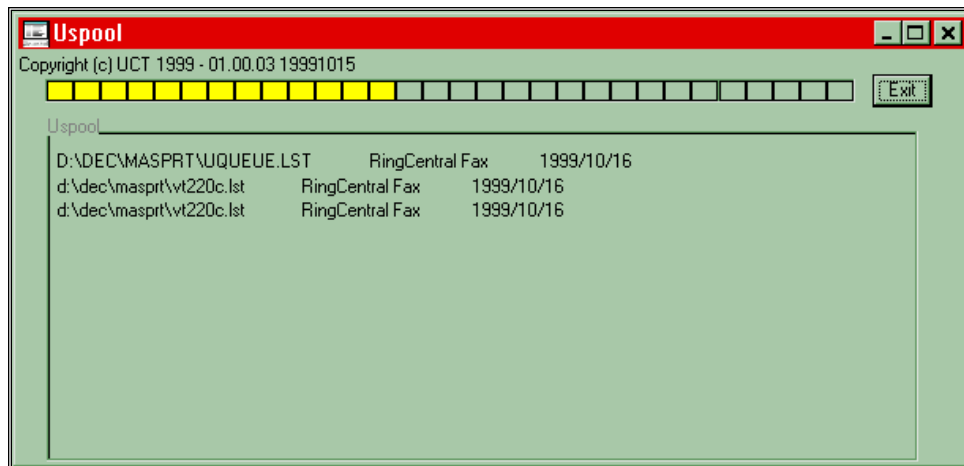 Uspool
Copyright (c) UCT 1999 - 01.00.03 19991015
Exit
Uspool
D:\DEC\MASPRT\UQUEUE.LST RingCentral Fax 1999/10/16
d:\dec\masprt\vt220c.lst RingCentral Fax 1999/10/16
d:\dec\masprt\vt220c.lst RingCentral Fax 1999/10/16